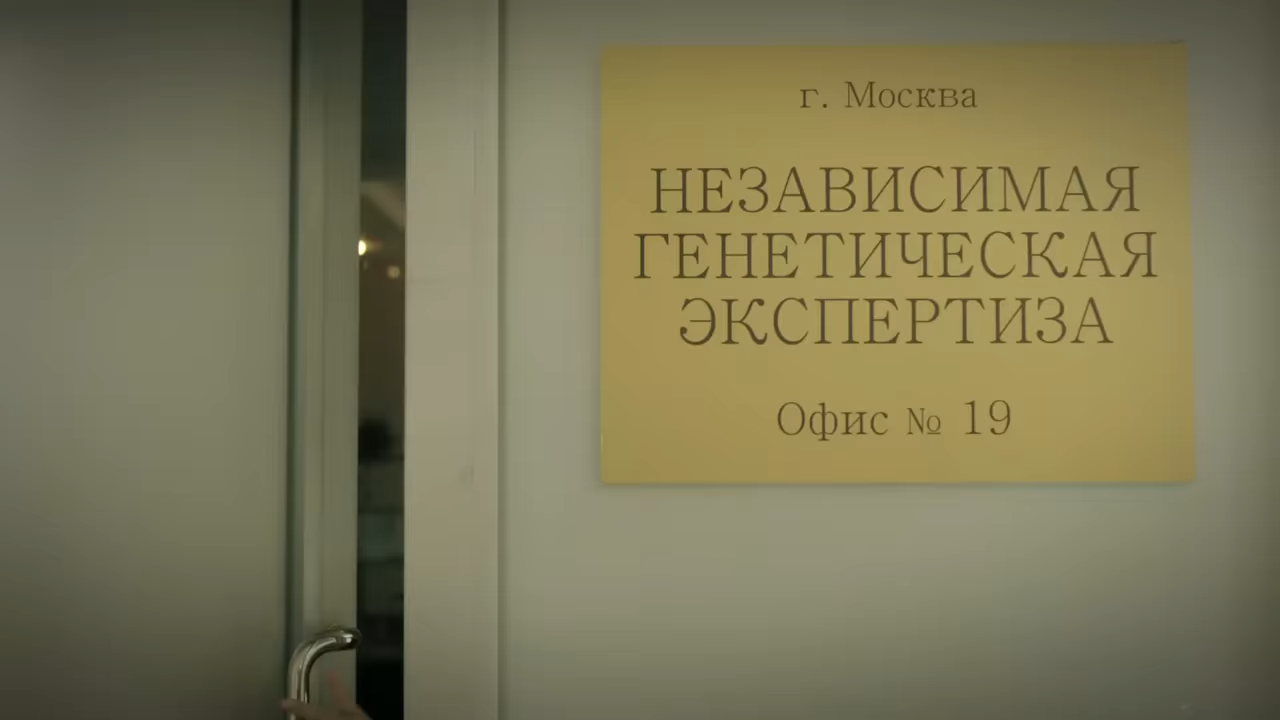 г. Москва
НЕЗАВИСИМАЯ
ГЕНЕТИЧЕСКАЯ
ЭКСПЕРТИЗА
Офис № 19